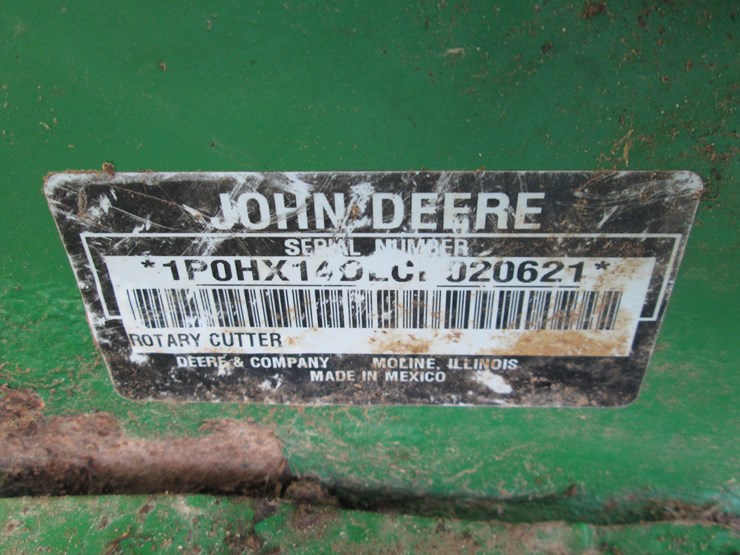 JOHN DEERE
SERIAL NUMBER
ROTARY CUTTER
DEERE & COMPANY MOLINE, ILLINOIS
MADE IN MEXICO